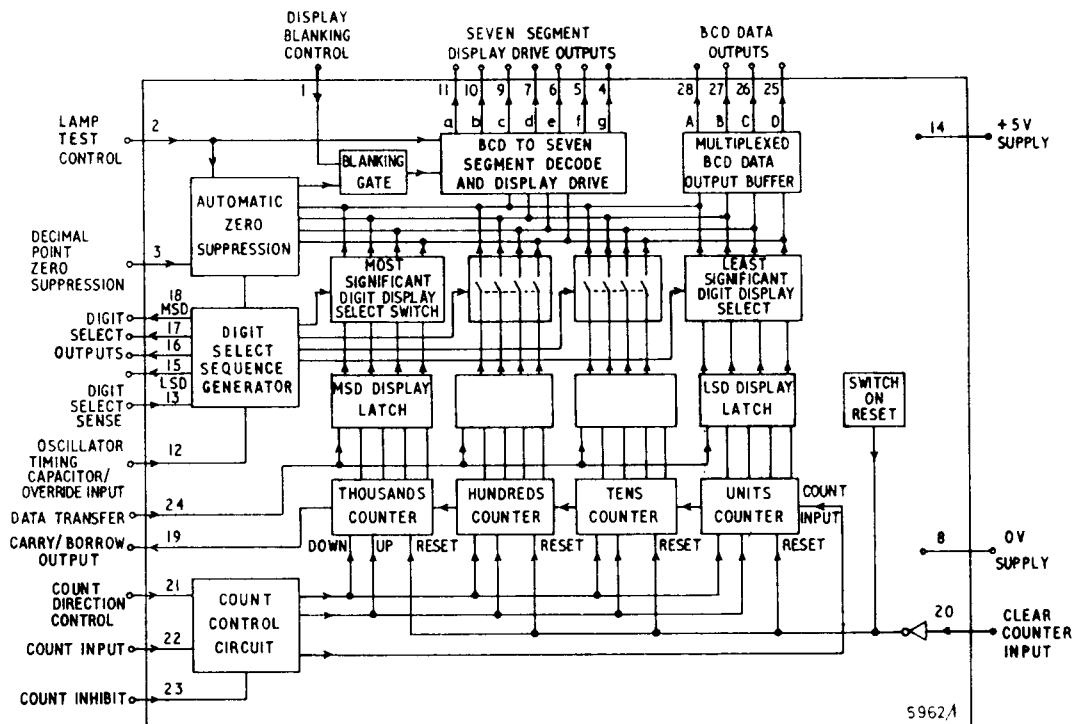 DISPLAY
BLANKING
CONTROL
SEVEN SEGMENT
DISPLAY DRIVE OUTPUTS
BCD DATA
OUTPUTS
1
11 10 9 7 6 5 4
28 27 26 25
a b c d e f g
A B C D
LAMP
TEST
CONTROL
2
BCD TO SEVEN
SEGMENT DECODE
AND DISPLAY DRIVE
MULTIPLEXED
BCD DATA
OUTPUT BUFFER
14
+5V
SUPPLY
BLANKING
GATE
AUTOMATIC
ZERO
SUPPRESSION
DECIMAL
POINT
ZERO
SUPPRESSION
3
MOST
SIGNIFICANT
DIGIT DISPLAY
SELECT SWITCH
LEAST
SIGNIFICANT
DIGIT DISPLAY
SELECT
DIGIT
SELECT
OUTPUTS
18
MSD
17
16
15
LSD
13
DIGIT
SELECT
SEQUENCE
GENERATOR
DIGIT
SELECT
SENSE
MSD DISPLAY
LATCH
LSD DISPLAY
LATCH
SWITCH
ON
RESET
OSCILLATOR
TIMING
CAPACITOR/
OVERRIDE INPUT
12
DATA TRANSFER
24
CARRY/BORROW
OUTPUT
19
THOUSANDS
COUNTER
HUNDREDS
COUNTER
TENS
COUNTER
UNITS
COUNTER
COUNT
INPUT
DOWN UP RESET
RESET
RESET
RESET
8
0V
SUPPLY
COUNT
DIRECTION
CONTROL
21
COUNT
CONTROL
CIRCUIT
COUNT INPUT
22
COUNT INHIBIT
23
20
CLEAR
COUNTER
INPUT
5962/1